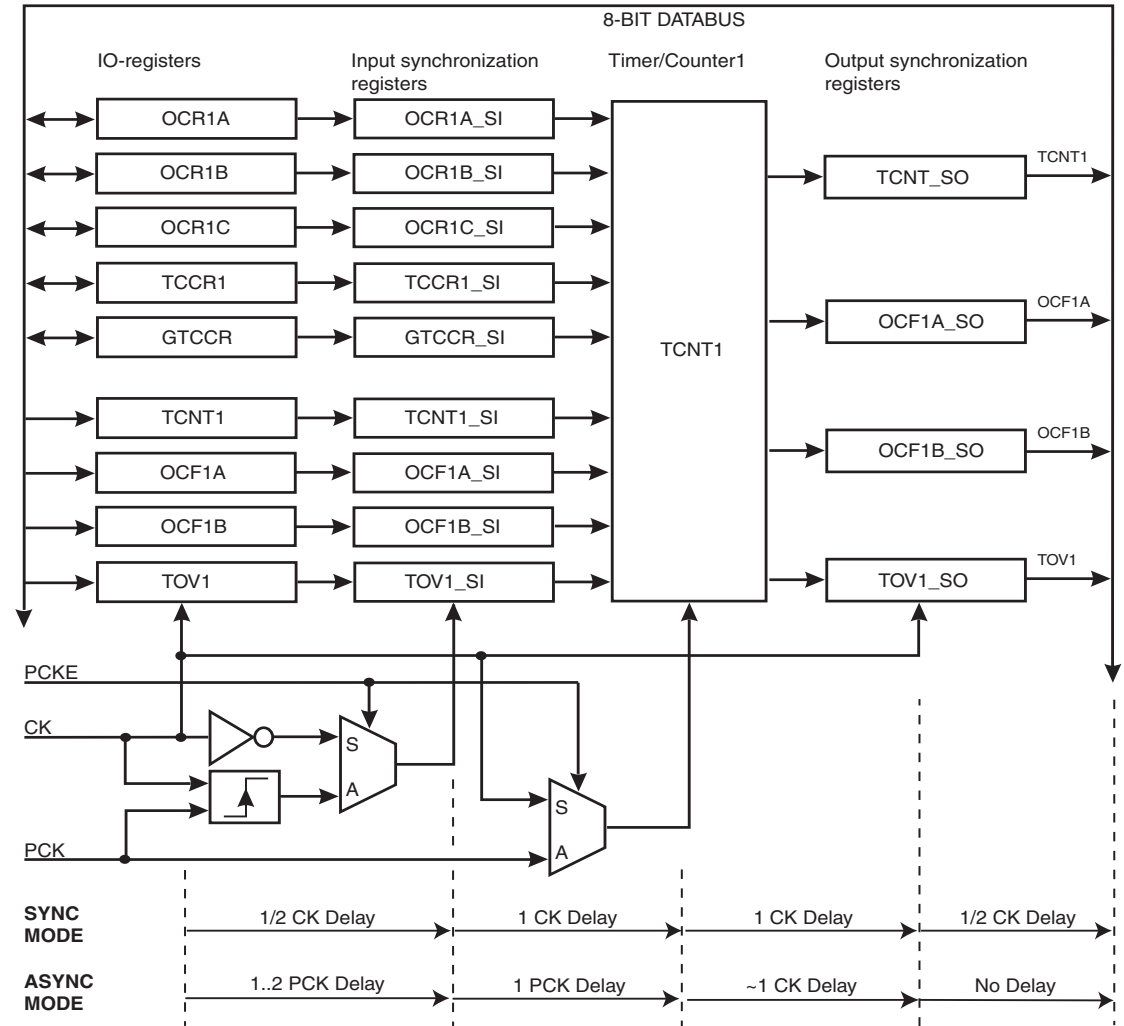 8-BIT DATABUS
IO-registers
Input synchronization
registers
Timer/Counter1
Output synchronization
registers
OCR1A
OCR1A_SI
OCR1B
OCR1B_SI
OCR1C
OCR1C_SI
TCCR1
TCCR1_SI
GTCCR
GTCCR_SI
TCNT1
TCNT1_SI
OCF1A
OCF1A_SI
OCF1B
OCF1B_SI
TOV1
TOV1_SI
TCNT1
TCNT_SO
TCNT1
OCF1A_SO
OCF1A
OCF1B_SO
OCF1B
TOV1_SO
TOV1
PCKE
CK
S
A
S
A
PCK
SYNC
MODE
1/2 CK Delay
1 CK Delay
1 CK Delay
1/2 CK Delay
ASYNC
MODE
1..2 PCK Delay
1 PCK Delay
~1 CK Delay
No Delay